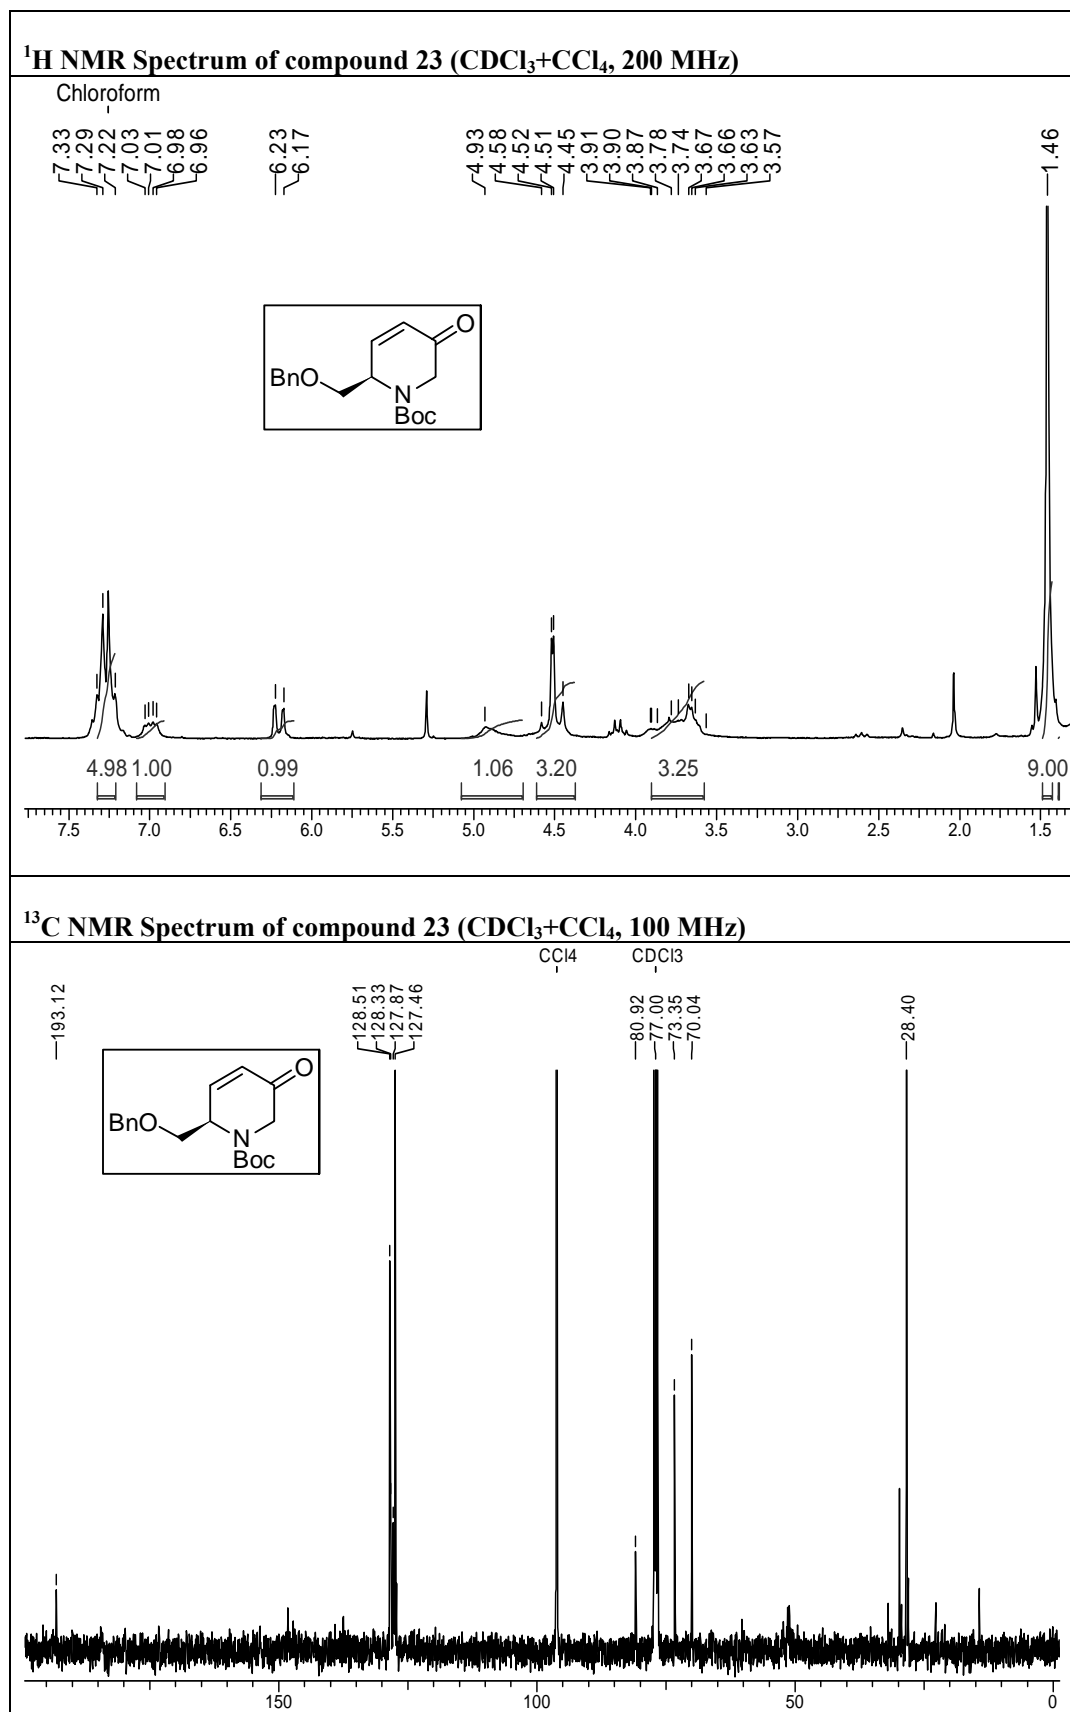 ¹H NMR Spectrum of compound 23 (CDCl₃+CCl₄, 200 MHz)
Chloroform
7.33
7.29
7.22
7.03
7.01
6.98
6.96
6.23
6.17
4.93
4.58
4.52
4.51
4.45
3.91
3.90
3.87
3.78
3.74
3.67
3.66
3.63
3.57
1.46
O
BnO
N
Boc
4.98 1.00 0.99 1.06 3.20 3.25 9.00
7.5 7.0 6.5 6.0 5.5 5.0 4.5 4.0 3.5 3.0 2.5 2.0 1.5
¹³C NMR Spectrum of compound 23 (CDCl₃+CCl₄, 100 MHz)
CCl4 CDCl3
193.12
128.51
128.33
127.87
127.46
80.92
77.00
73.35
70.04
28.40
O
BnO
N
Boc
150 100 50 0